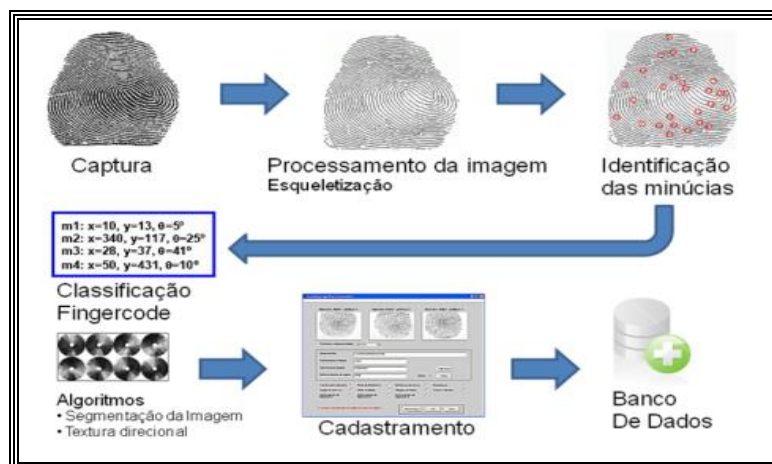 Captura
Processamento da imagem
Esqueletização
Identificação
das minúcias
m1: x=10, y=13, θ=5º
m2: x=340, y=117, θ=25º
m3: x=28, y=37, θ=41º
m4: x=50, y=431, θ=10º
Classificação
Fingercode
Algoritmos
• Segmentação da Imagem
• Textura direcional
Cadastramento
Banco
De Dados